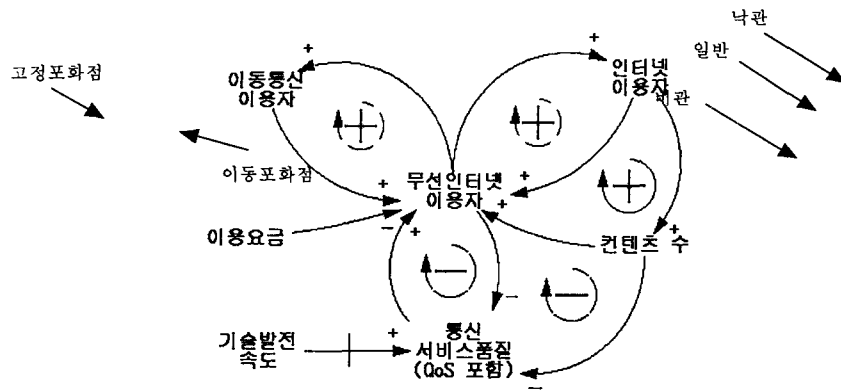 낙관
일반
비관
고정포화점
이동통신
이용자
인터넷
이용자
이동포화점
무선인터넷
이용자
이용요금
컨텐츠 수
기술발전
속도
통신
서비스품질
(QoS 포함)
+
+
+
+
+
+
+
+
+
+
+
+
−
−
−
−
−